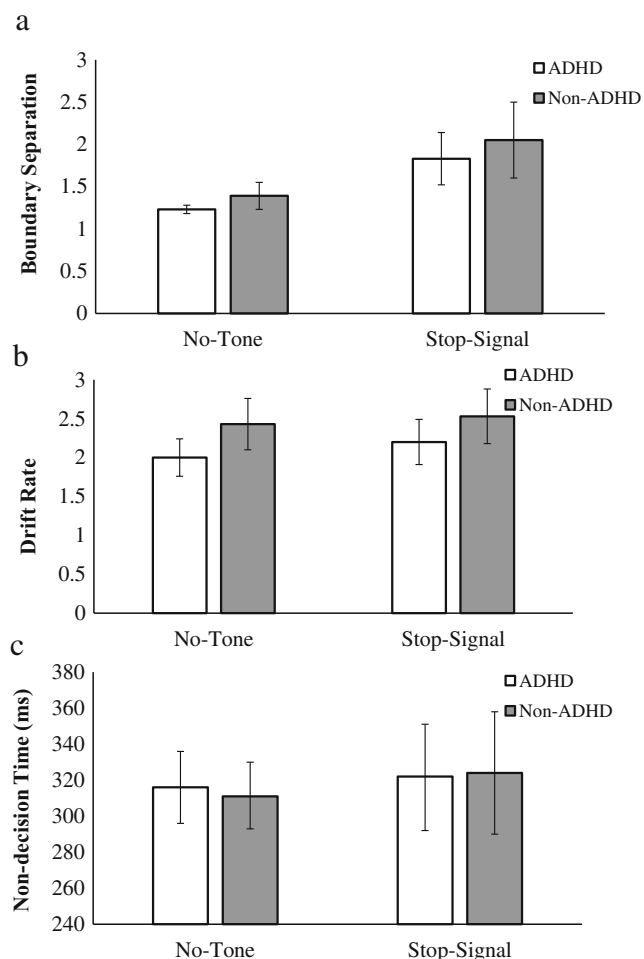 a
3
2.5
2
1.5
1
0.5
0
Boundary Separation
ADHD
Non-ADHD
No-Tone
Stop-Signal
b
3
2.5
2
1.5
1
0.5
0
Drift Rate
ADHD
Non-ADHD
No-Tone
Stop-Signal
c
380
360
340
320
300
280
260
240
Non-decision Time (ms)
ADHD
Non-ADHD
No-Tone
Stop-Signal